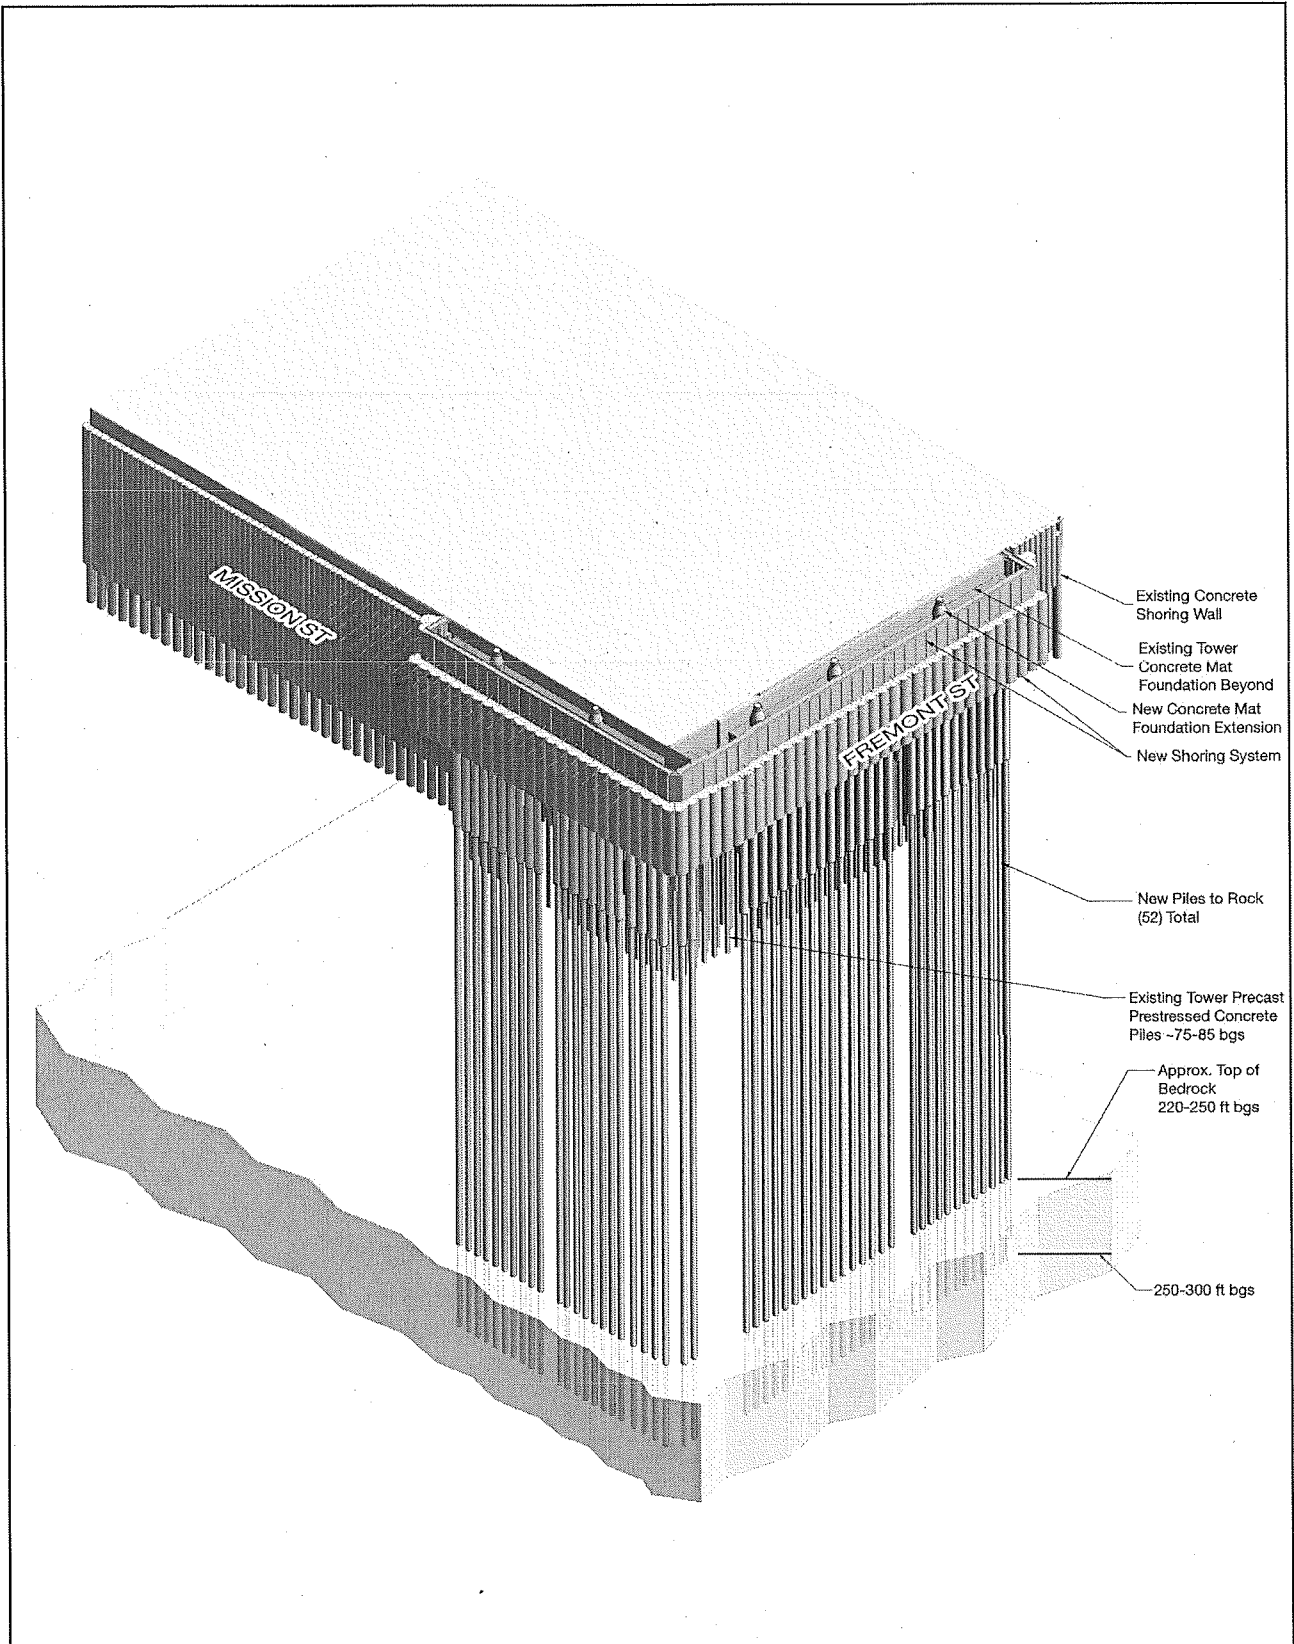 MISSION ST
FREMONT ST
Existing Concrete
Shoring Wall
Existing Tower
Concrete Mat
Foundation Beyond
New Concrete Mat
Foundation Extension
New Shoring System
New Piles to Rock
(52) Total
Existing Tower Precast
Prestressed Concrete
Piles ~75-85 bgs
Approx. Top of
Bedrock
220-250 ft bgs
250-300 ft bgs